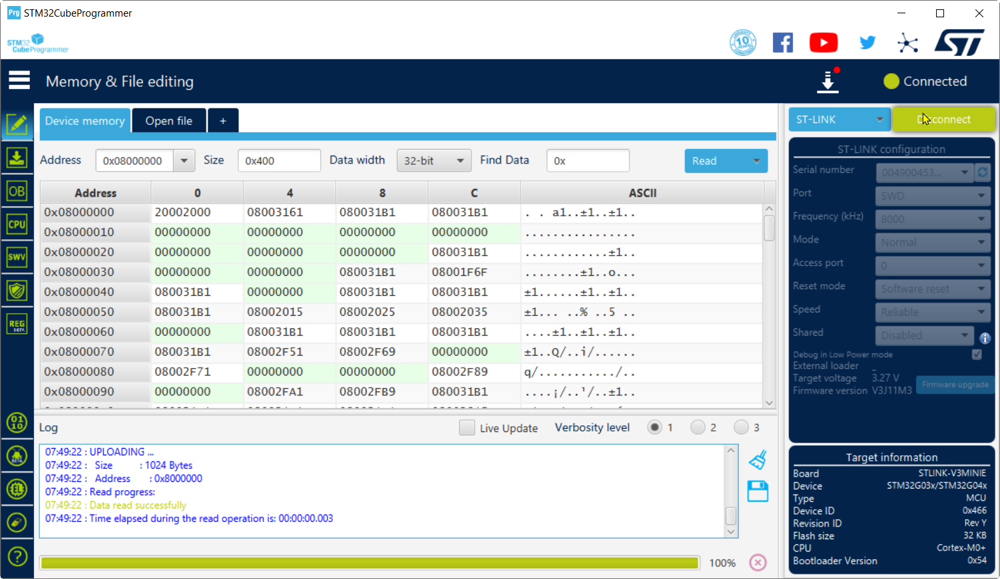 Prg STM32CubeProgrammer
STM32
CubeProgrammer
10 YEARS
Memory & File editing
Connected
Device memory Open file +
ST-LINK
Address 0x08000000 Size 0x400 Data width 32-bit Find Data 0x Read
Address 0 4 8 C ASCII
0x08000000 20002000 08003161 080031B1 080031B1 . . a1..±1..±1..
0x08000010 00000000 00000000 00000000 00000000 ................
0x08000020 00000000 00000000 00000000 080031B1 ............±1..
0x08000030 00000000 00000000 080031B1 08001F6F ........±1..o...
0x08000040 080031B1 00000000 080031B1 080031B1 ±1......±1..±1..
0x08000050 080031B1 08002015 08002025 08002035 ±1... ..% ..5 ..
0x08000060 00000000 080031B1 080031B1 080031B1 ....±1..±1..±1..
0x08000070 080031B1 08002F51 08002F69 00000000 ±1..Q/..i/......
0x08000080 08002F71 00000000 00000000 08002F89 q/.........../..
0x08000090 00000000 08002FA1 08002FB9 080031B1 ....¡/..¹/..±1..
OB
CPU
SWV
REG
BETA
01
10
BETA
EL
?
Log Live Update Verbosity level 1 2 3
07:49:22 : UPLOADING ...
07:49:22 : Size : 1024 Bytes
07:49:22 : Address : 0x8000000
07:49:22 : Read progress:
07:49:22 : Data read successfully
07:49:22 : Time elapsed during the read operation is: 00:00:00.003
100%
ST-LINK configuration
Serial number 004900453...
Port SWD
Frequency (kHz) 8000
Mode Normal
Access port 0
Reset mode Software reset
Speed Reliable
Shared Disabled
Debug in Low Power mode
External loader _
Target voltage 3.27 V
Firmware version V3J11M3 Firmware upgrade
Target information
Board STLINK-V3MINIE
Device STM32G03x/STM32G04x
Type MCU
Device ID 0x466
Revision ID Rev Y
Flash size 32 KB
CPU Cortex-M0+
Bootloader Version 0x54